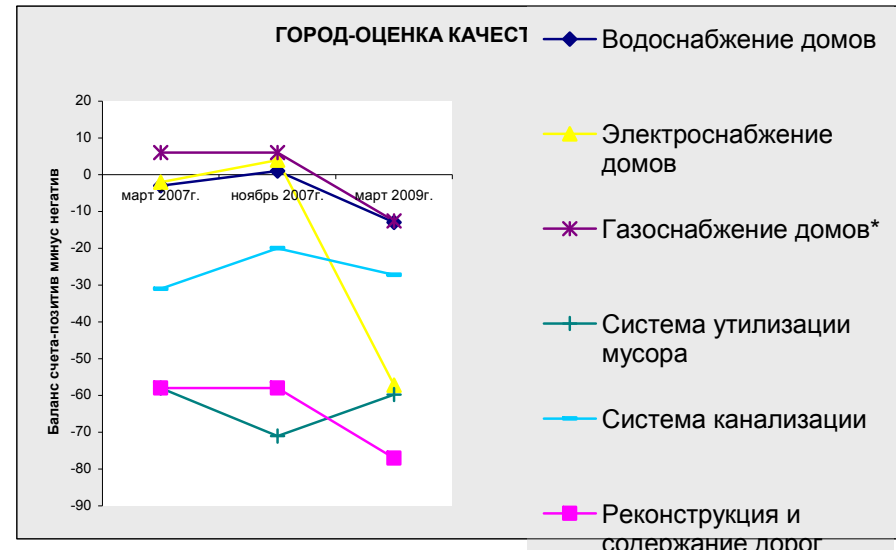 ГОРОД-ОЦЕНКА КАЧЕСТ
Водоснабжение домов
Электроснабжение
домов
Газоснабжение домов*
Система утилизации
мусора
Система канализации
Реконструкция и
содержание дорог
Баланс счета-позитив минус негатив
20
10
0
-10
-20
-30
-40
-50
-60
-70
-80
-90
март 2007г. ноябрь 2007г. март 2009г.